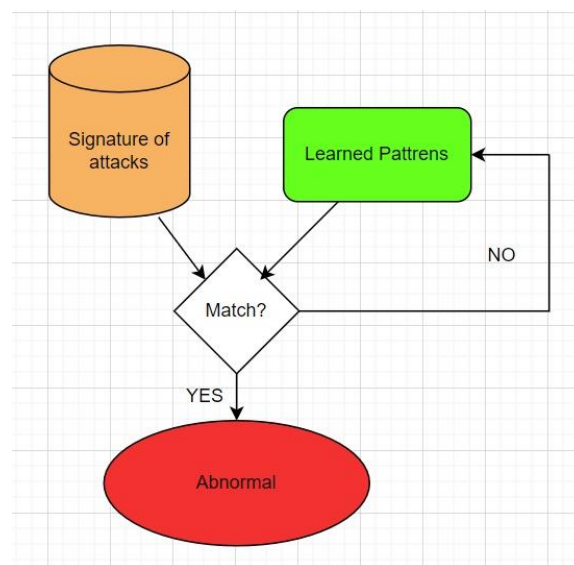 Signature of
attacks
Learned Pattrens
NO
Match?
YES
Abnormal